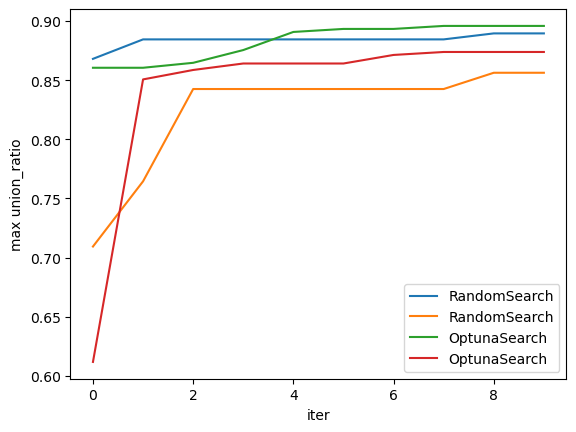 max union_ratio
0.90
0.85
0.80
0.75
0.70
0.65
0.60
RandomSearch
RandomSearch
OptunaSearch
OptunaSearch
0 2 4 6 8
iter